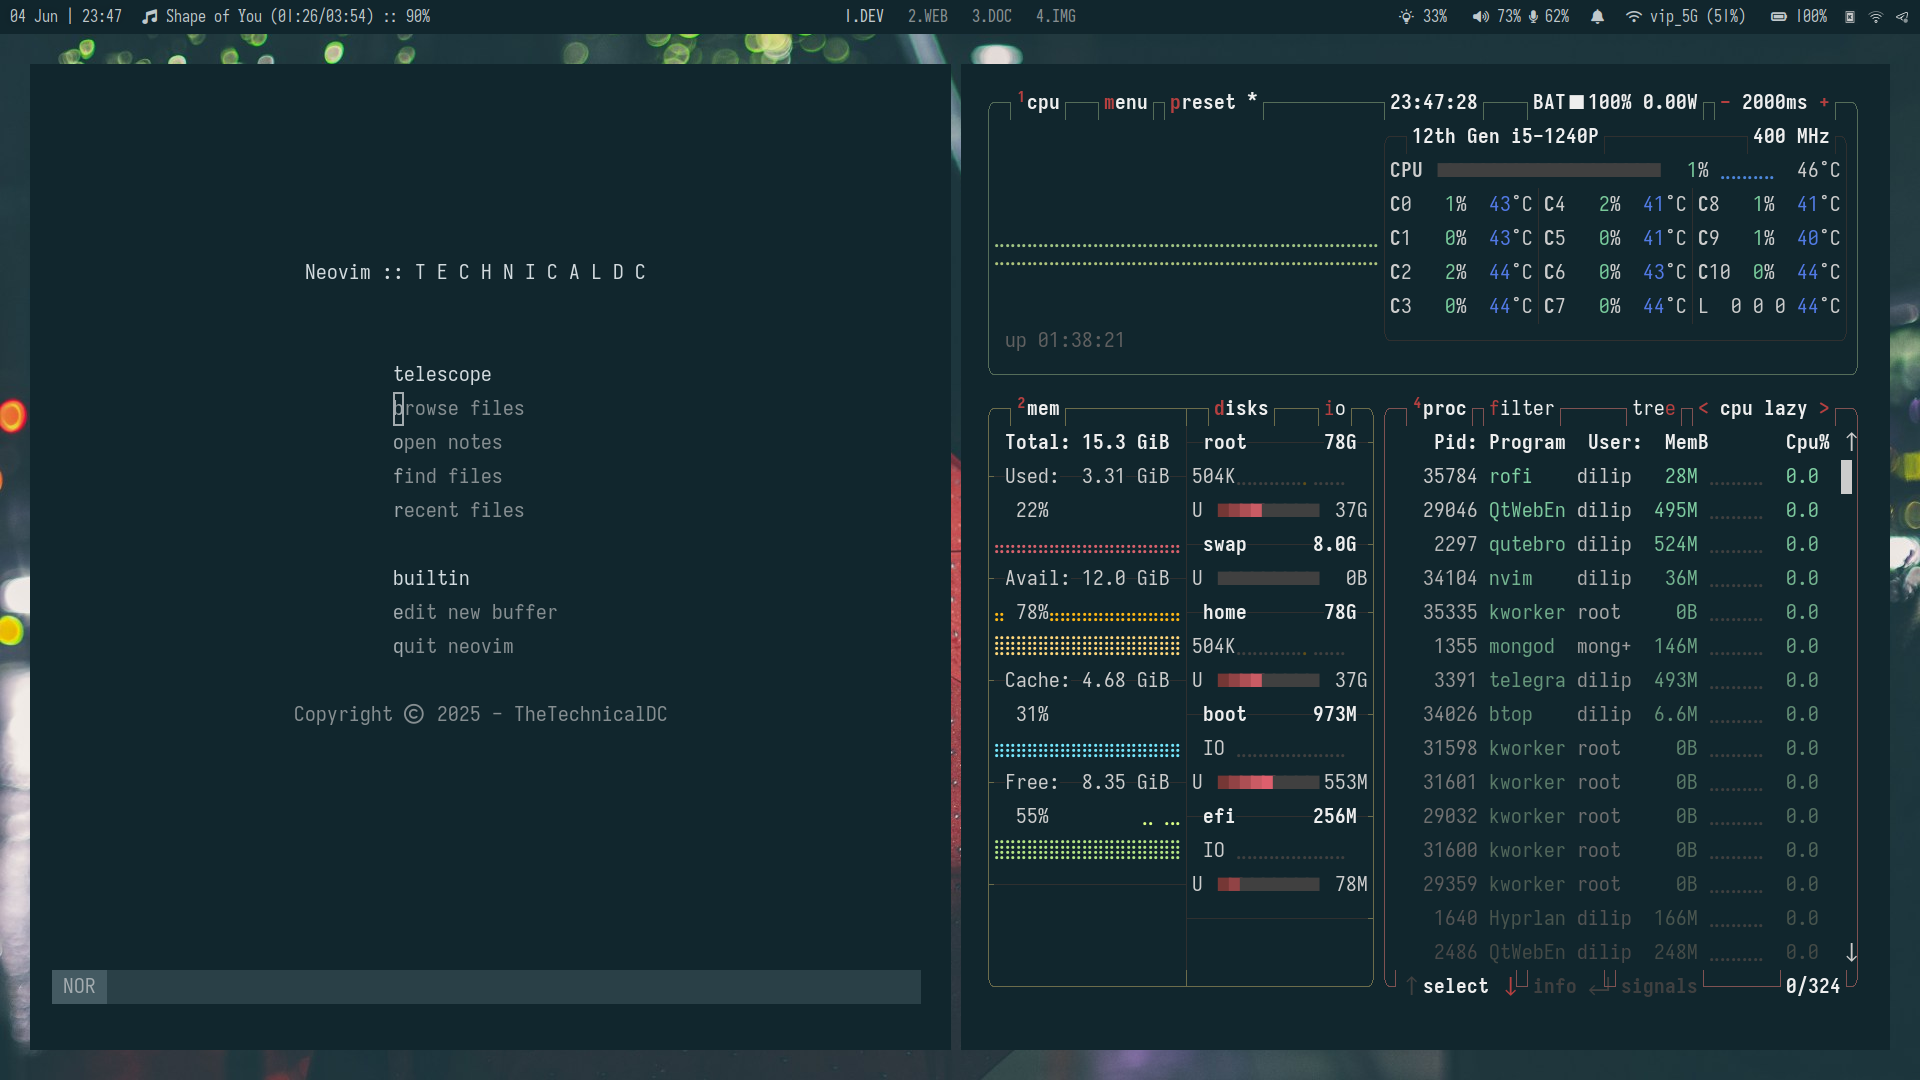 04 Jun | 23:47 Shape of You (01:26/03:54) :: 90% 1.DEV 2.WEB 3.DOC 4.IMG 33% 73% 62% vip_5G (51%) 100%
Neovim :: T E C H N I C A L D C
telescope
browse files
open notes
find files
recent files
builtin
edit new buffer
quit neovim
Copyright © 2025 - TheTechnicalDC
NOR
1cpu menu preset * 23:47:28 BAT■100% 0.00W - 2000ms +
12th Gen i5-1240P 400 MHz
CPU 1% 46°C
C0 1% 43°C C4 2% 41°C C8 1% 41°C
C1 0% 43°C C5 0% 41°C C9 1% 40°C
C2 2% 44°C C6 0% 43°C C10 0% 44°C
C3 0% 44°C C7 0% 44°C L 0 0 0 44°C
up 01:38:21
2mem disks io
Total: 15.3 GiB root 78G
Used: 3.31 GiB 504K
22% U 37G
swap 8.0G
Avail: 12.0 GiB U 0B
78% home 78G
504K
Cache: 4.68 GiB U 37G
31% boot 973M
IO
Free: 8.35 GiB U 553M
55% efi 256M
IO
U 78M
4proc filter tree < cpu lazy >
Pid: Program User: MemB Cpu% ↑
35784 rofi dilip 28M 0.0
29046 QtWebEn dilip 495M 0.0
2297 qutebro dilip 524M 0.0
34104 nvim dilip 36M 0.0
35335 kworker root 0B 0.0
1355 mongod mong+ 146M 0.0
3391 telegra dilip 493M 0.0
34026 btop dilip 6.6M 0.0
31598 kworker root 0B 0.0
31601 kworker root 0B 0.0
29032 kworker root 0B 0.0
31600 kworker root 0B 0.0
29359 kworker root 0B 0.0
1640 Hyprlan dilip 166M 0.0
2486 QtWebEn dilip 248M 0.0 ↓
↑ select ↓ info ↵ signals 0/324